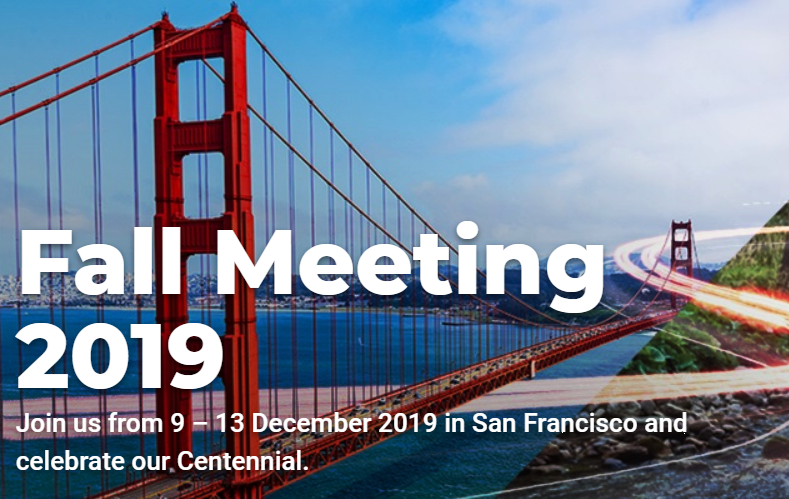 Fall Meeting
2019
Join us from 9 – 13 December 2019 in San Francisco and
celebrate our Centennial.